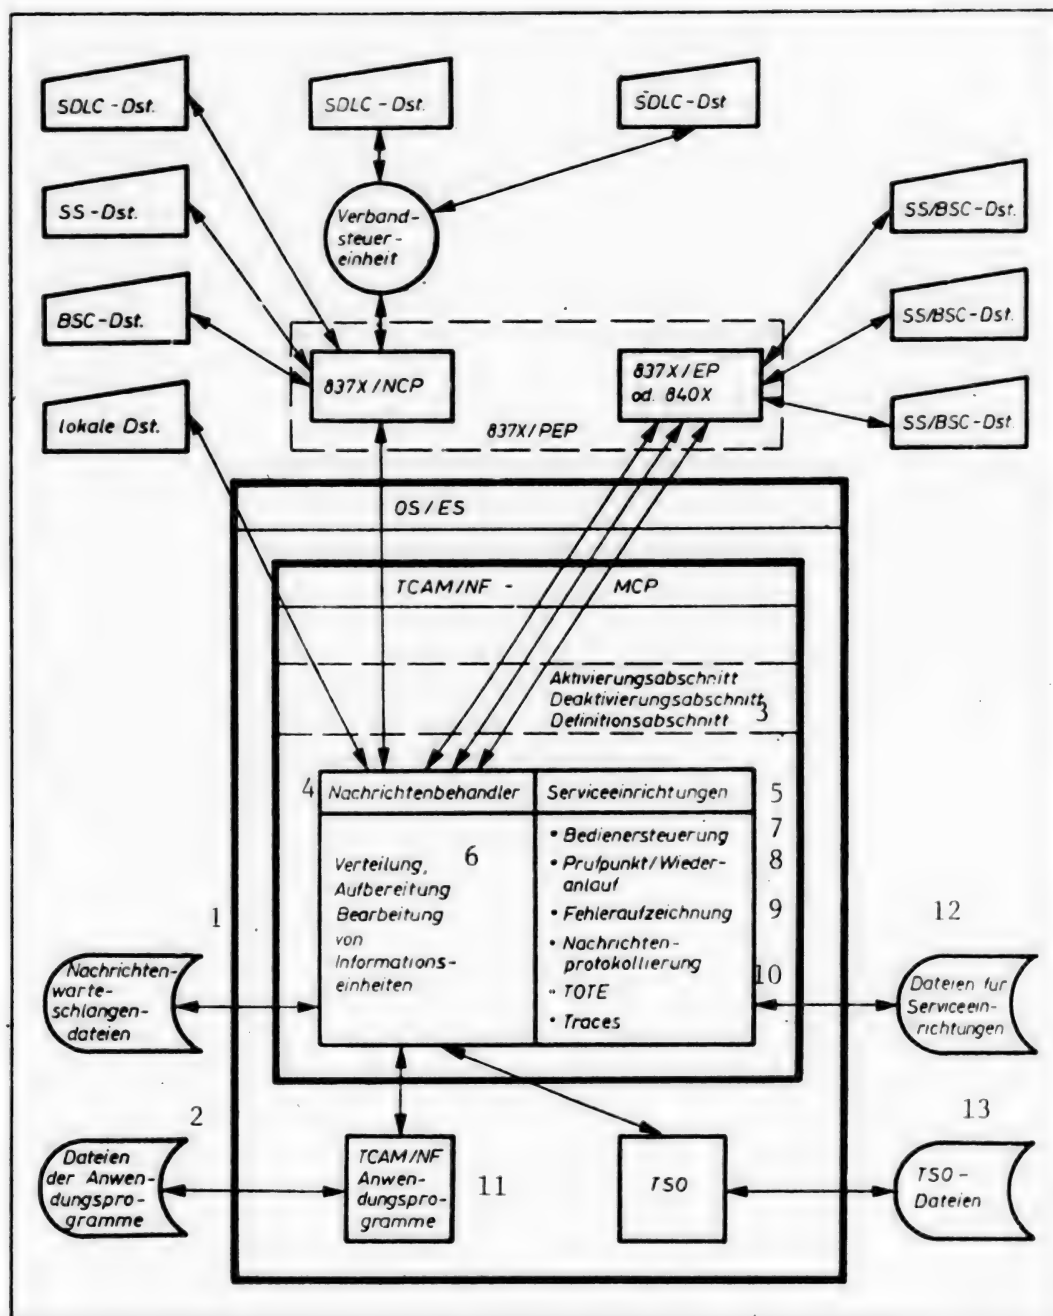 SDLC - Dst.
SDLC - Dst.
SDLC - Dst
SS - Dst.
Verband-
steuer-
einheit
SS/BSC - Dst.
BSC - Dst.
837X/NCP
837X/EP
od. 840X
SS/BSC - Dst.
lokale Dst.
837X/PEP
SS/BSC - Dst.
OS/ES
TCAM/NF - MCP
Aktivierungsabschnitt
Deaktivierungsabschnitt
Definitionsabschnitt 3
4 Nachrichtenbehandler
Serviceeinrichtungen 5
6
Verteilung,
Aufbereitung
Bearbeitung
von
Informations-
einheiten
• Bedienersteuerung 7
• Prufpunkt/Wieder- 8
anlauf
• Fehleraufzeichnung 9
• Nachrichten-
protokollierung
10
• TOTE
• Traces
1
Nachrichten-
warte-
schlangen-
dateien
12
Dateien fur
Serviceein-
richtungen
2
Dateien
der Anwen-
dungspro-
gramme
TCAM/NF
Anwen-
dungspro-
gramme
11
TSO
13
TSO -
Dateien